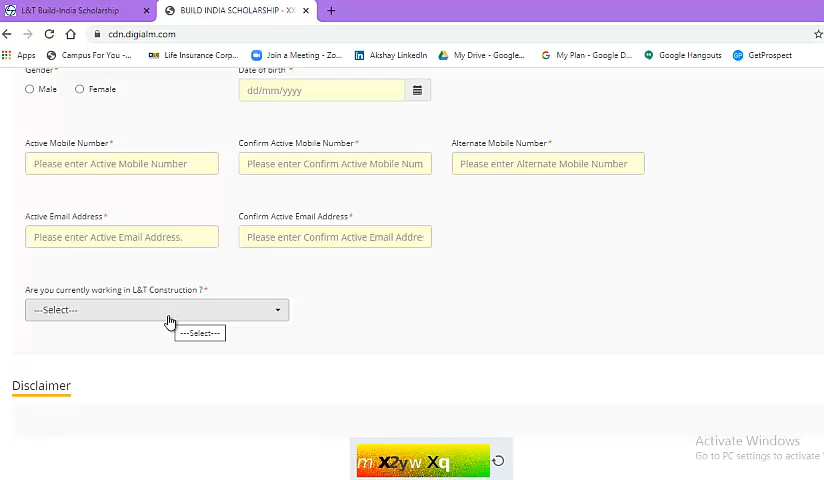 L&T Build-India Scholarship
BUILD INDIA SCHOLARSHIP - XX
cdn.digialm.com
Apps Campus For You -... Life Insurance Corp... Join a Meeting - Zo... Akshay LinkedIn My Drive - Google... My Plan - Google D... Google Hangouts GetProspect
Gender* Date of birth *
Male Female dd/mm/yyyy
Active Mobile Number* Confirm Active Mobile Number* Alternate Mobile Number*
Please enter Active Mobile Number Please enter Confirm Active Mobile Num Please enter Alternate Mobile Number
Active Email Address* Confirm Active Email Address*
Please enter Active Email Address. Please enter Confirm Active Email Addre
Are you currently working in L&T Construction ?*
---Select---
---Select---
Disclaimer
m X2yw Xq
Activate Windows
Go to PC settings to activate